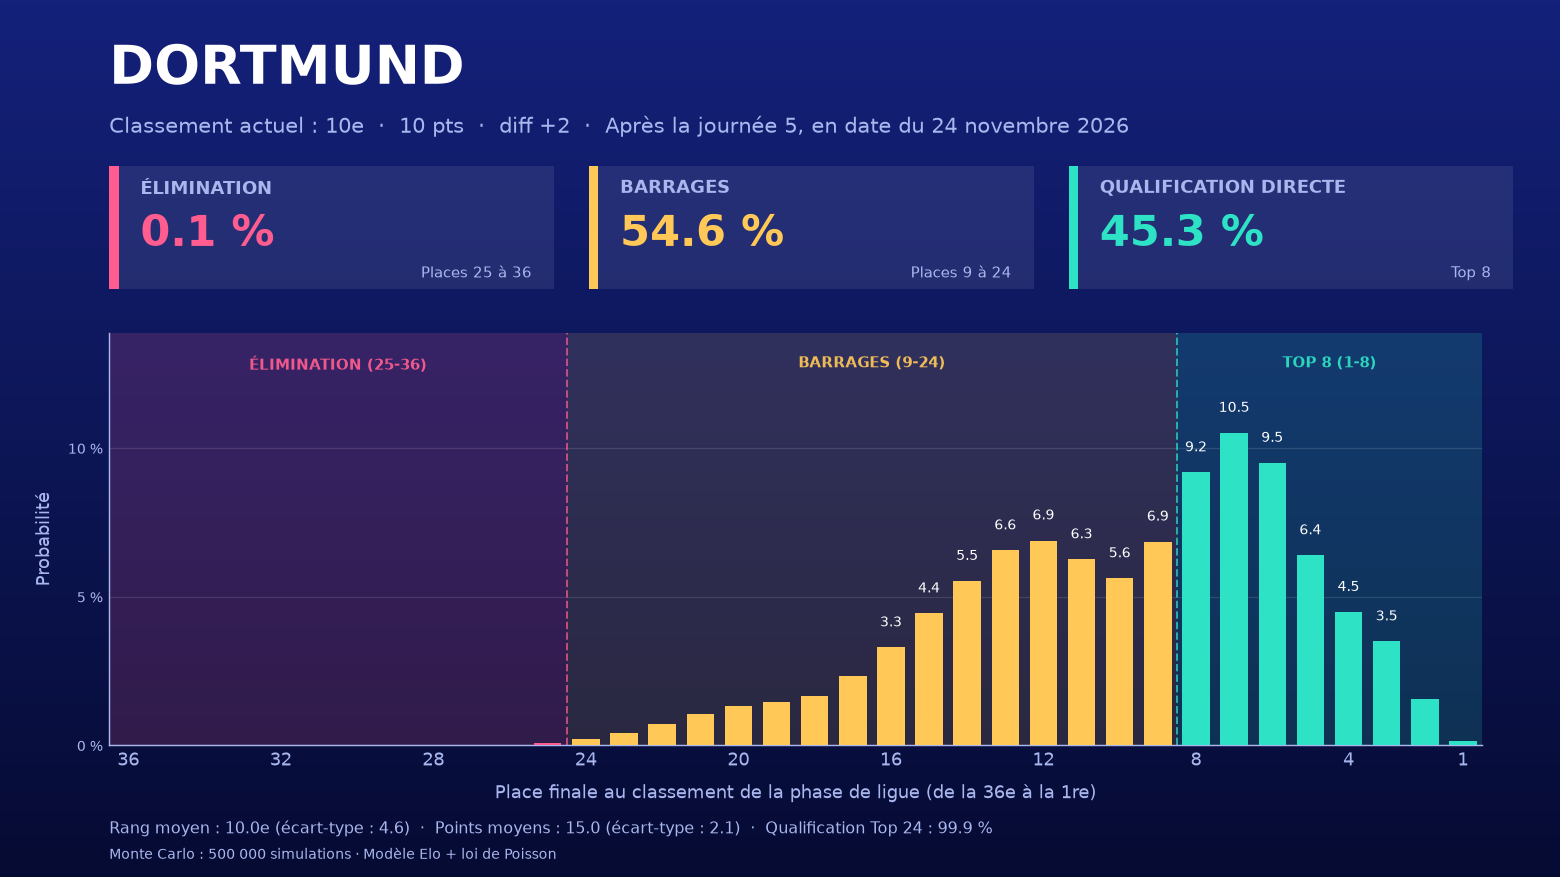 DORTMUND
Classement actuel : 10e · 10 pts · diff +2 · Après la journée 5, en date du 24 novembre 2026
ÉLIMINATION
0.1 %
Places 25 à 36
BARRAGES
54.6 %
Places 9 à 24
QUALIFICATION DIRECTE
45.3 %
Top 8
ÉLIMINATION (25-36)
BARRAGES (9-24)
TOP 8 (1-8)
Probabilité
10 %
5 %
0 %
3.3
4.4
5.5
6.6
6.9
6.3
5.6
6.9
9.2
10.5
9.5
6.4
4.5
3.5
36 32 28 24 20 16 12 8 4 1
Place finale au classement de la phase de ligue (de la 36e à la 1re)
Rang moyen : 10.0e (écart-type : 4.6) · Points moyens : 15.0 (écart-type : 2.1) · Qualification Top 24 : 99.9 %
Monte Carlo : 500 000 simulations · Modèle Elo + loi de Poisson